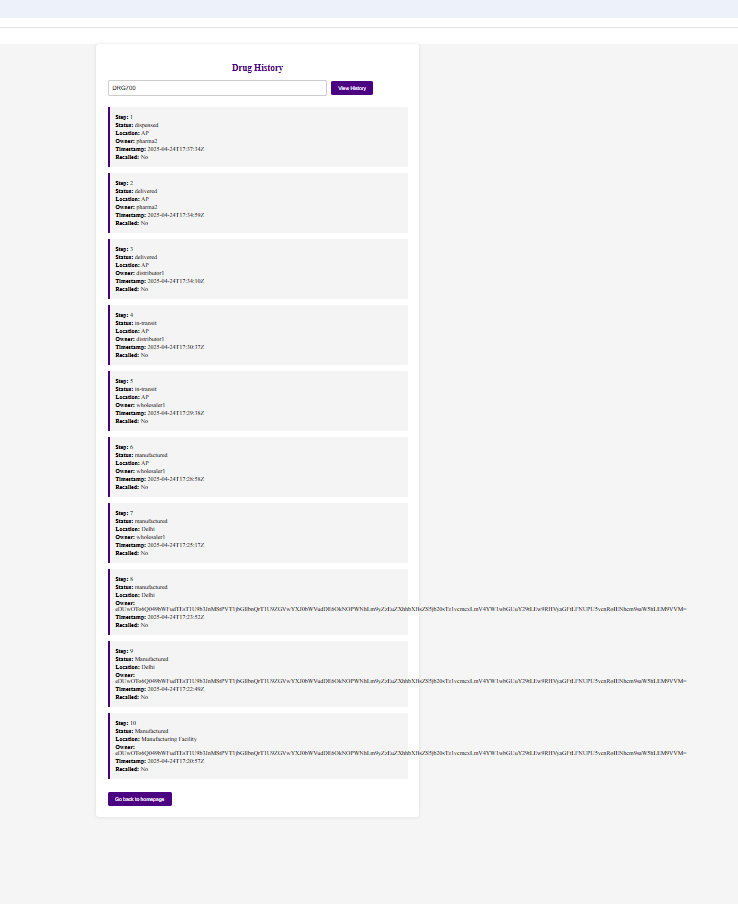 Drug History
DRG700
View History
Step: 1
Status: dispensed
Location: AP
Owner: pharma2
Timestamp: 2025-04-24T17:37:34Z
Recalled: No
Step: 2
Status: delivered
Location: AP
Owner: pharma2
Timestamp: 2025-04-24T17:34:59Z
Recalled: No
Step: 3
Status: delivered
Location: AP
Owner: distributor1
Timestamp: 2025-04-24T17:34:10Z
Recalled: No
Step: 4
Status: in-transit
Location: AP
Owner: distributor1
Timestamp: 2025-04-24T17:30:37Z
Recalled: No
Step: 5
Status: in-transit
Location: AP
Owner: wholesaler1
Timestamp: 2025-04-24T17:29:38Z
Recalled: No
Step: 6
Status: manufactured
Location: AP
Owner: wholesaler1
Timestamp: 2025-04-24T17:28:58Z
Recalled: No
Step: 7
Status: manufactured
Location: Delhi
Owner: wholesaler1
Timestamp: 2025-04-24T17:25:17Z
Recalled: No
Step: 8
Status: manufactured
Location: Delhi
Owner:
Timestamp: 2025-04-24T17:23:52Z
Recalled: No
Step: 9
Status: Manufactured
Location: Delhi
Owner:
Timestamp: 2025-04-24T17:22:49Z
Recalled: No
Step: 10
Status: Manufactured
Location: Manufacturing Facility
Owner:
Timestamp: 2025-04-24T17:20:57Z
Recalled: No
Go back to homepage